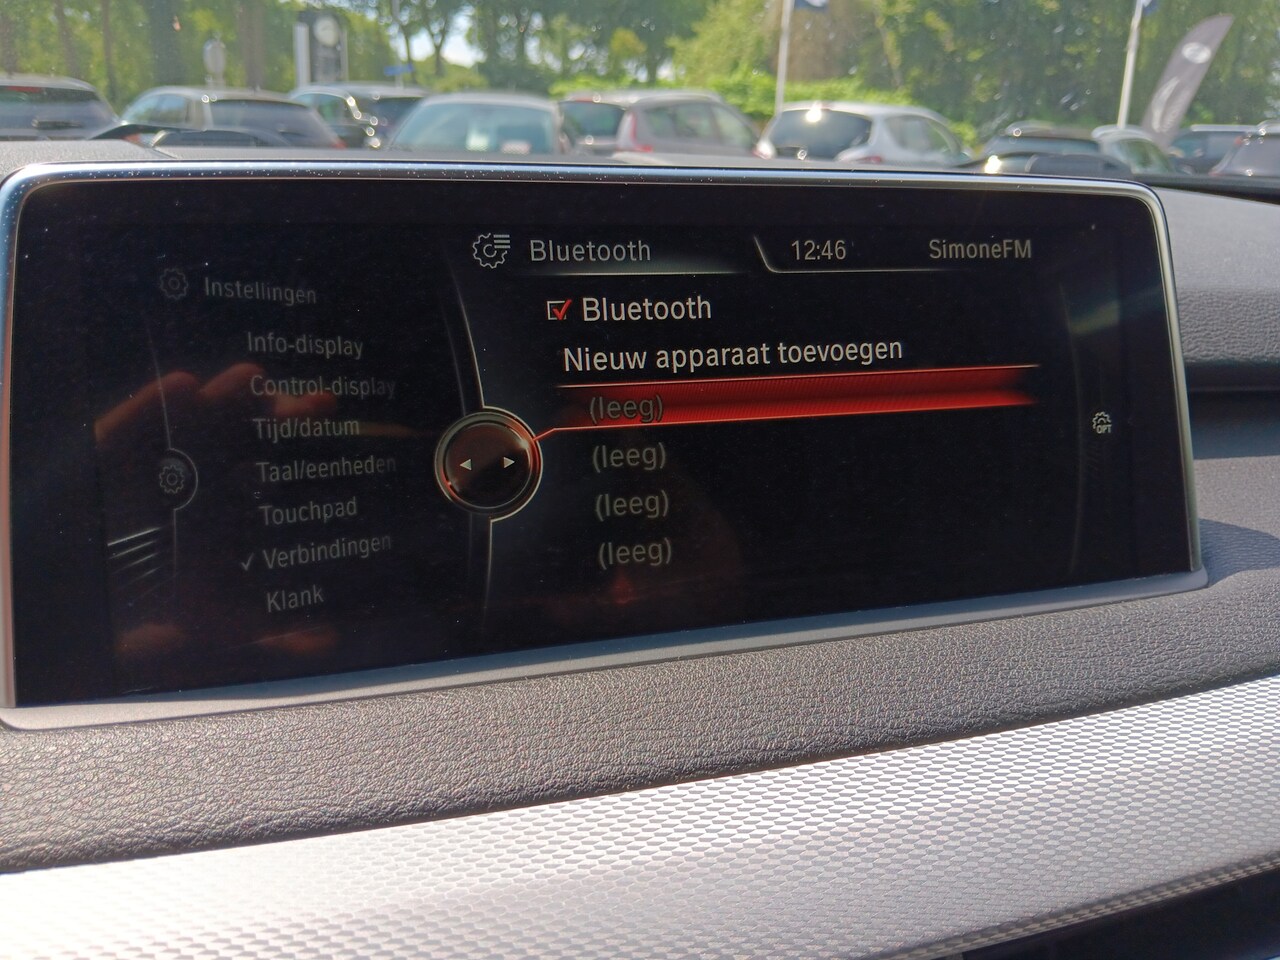 Bluetooth 12:46 SimoneFM
Instellingen
Info-display
Control-display
Tijd/datum
Taal/eenheden
Touchpad
Verbindingen
Klank
Bluetooth
Nieuw apparaat toevoegen
(leeg)
(leeg)
(leeg)
(leeg)
OPT